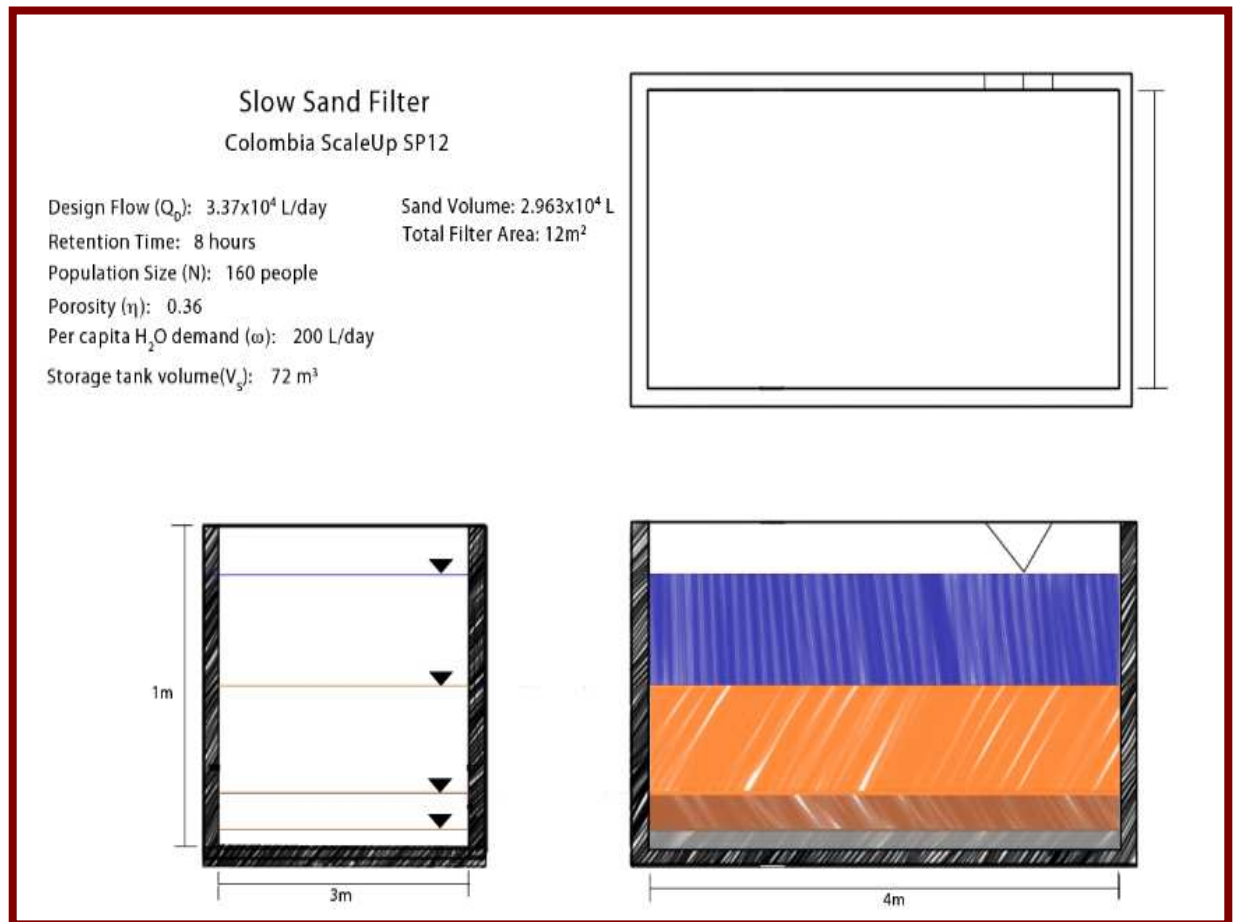 Slow Sand Filter
Colombia ScaleUp SP12
Design Flow (Q_D): 3.37x10⁴ L/day
Retention Time: 8 hours
Population Size (N): 160 people
Porosity (η): 0.36
Per capita H₂O demand (ω): 200 L/day
Storage tank volume(Vₛ): 72 m³
Sand Volume: 2.963x10⁴ L
Total Filter Area: 12m²
1m
3m
4m